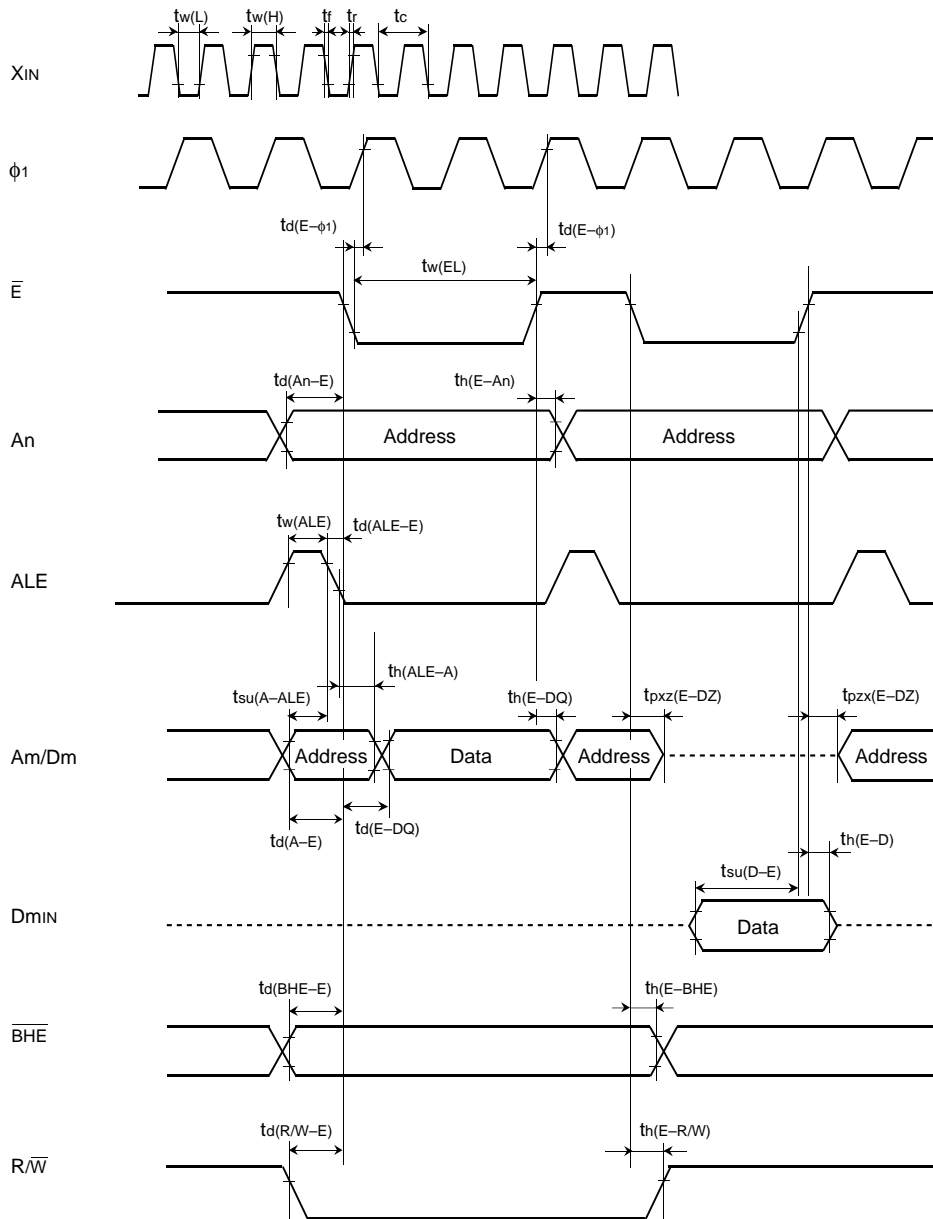 tw(L) tw(H) tf tr tc
XIN
ϕ1
td(E–ϕ1) td(E–ϕ1)
tw(EL)
E̅
td(An–E) th(E–An)
An Address Address
tw(ALE) td(ALE–E)
ALE
th(ALE–A)
tsu(A–ALE) th(E–DQ) tpxz(E–DZ) tpzx(E–DZ)
Am/Dm Address Data Address Address
td(A–E) td(E–DQ) th(E–D)
tsu(D–E)
DmIN Data
td(BHE–E) th(E–BHE)
B̅H̅E̅
td(R/W–E) th(E–R/W)
R/W̅